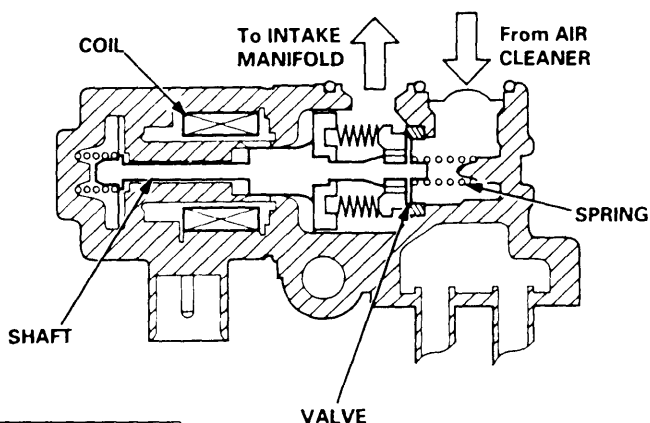 COIL
To INTAKE
MANIFOLD
From AIR
CLEANER
SPRING
SHAFT
VALVE